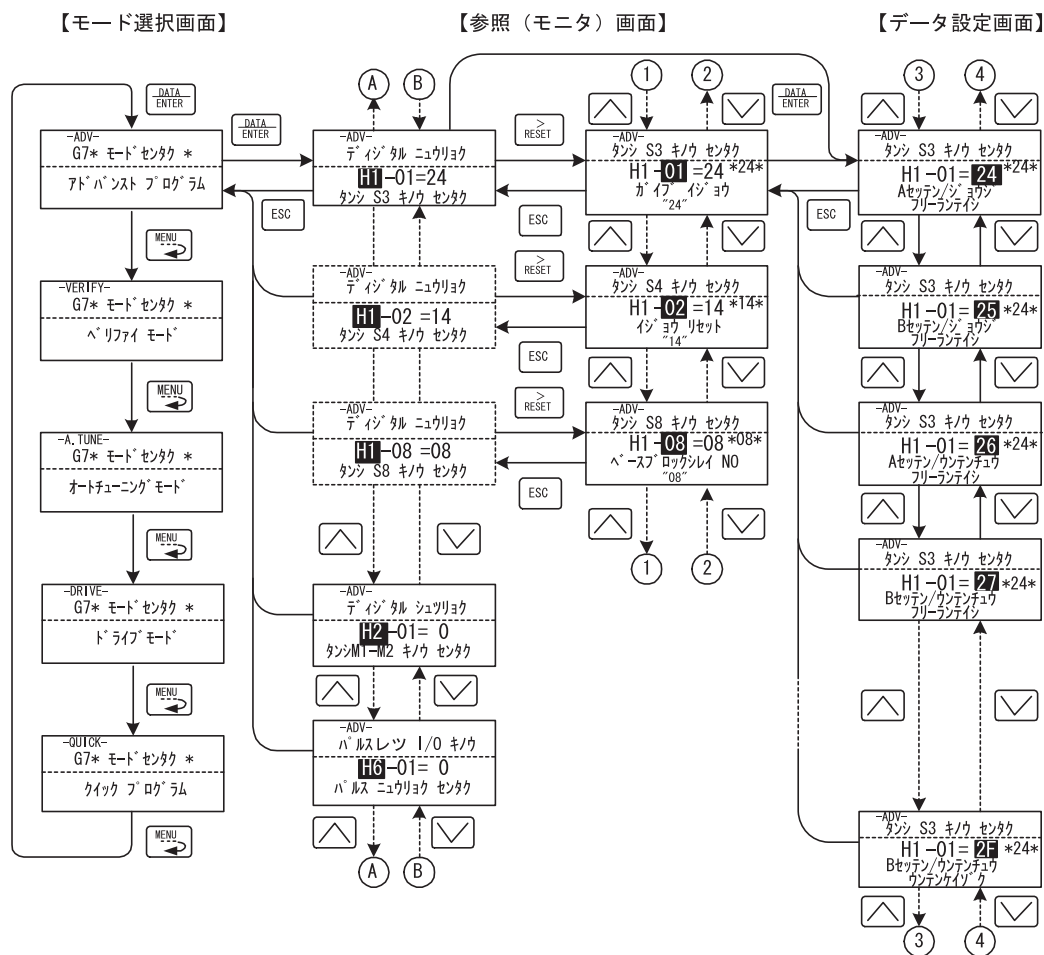 【モード選択画面】
【参照（モニタ）画面】
【データ設定画面】
DATA
ENTER
-ADV-
G7* モードセンタク *
アドバンスト プログラム
MENU
-VERIFY-
G7* モードセンタク *
ベリファイ モード
MENU
-A.TUNE-
G7* モードセンタク *
オートチューニングモード
MENU
-DRIVE-
G7* モードセンタク *
ドライブモード
MENU
-QUICK-
G7* モードセンタク *
クイック プログラム
MENU
DATA
ENTER
ESC
A
B
-ADV-
ディジタル ニュウリョク
H1-01=24
タンシ S3 キノウ センタク
-ADV-
ディジタル ニュウリョク
H1-02 =14
タンシ S4 キノウ センタク
-ADV-
ディジタル ニュウリョク
H1-08 =08
タンシ S8 キノウ センタク
-ADV-
ディジタル シュツリョク
H2-01= 0
タンシM1-M2 キノウ センタク
-ADV-
パルスレツ I/O キノウ
H6-01= 0
パルス ニュウリョク センタク
A
B
>
RESET
ESC
>
RESET
ESC
>
RESET
ESC
1
2
-ADV-
タンシ S3 キノウ センタク
H1-01=24 *24*
ガイブ イジョウ
"24"
-ADV-
タンシ S4 キノウ センタク
H1-02=14 *14*
イジョウ リセット
"14"
-ADV-
タンシ S8 キノウ センタク
H1-08=08 *08*
ベースブロックシレイ NO
"08"
1
2
DATA
ENTER
ESC
3
4
-ADV-
タンシ S3 キノウ センタク
H1-01= 24 *24*
Aセッテン/ジョウジ
フリーランテイシ
-ADV-
タンシ S3 キノウ センタク
H1-01= 25 *24*
Bセッテン/ジョウジ
フリーランテイシ
-ADV-
タンシ S3 キノウ センタク
H1-01= 26 *24*
Aセッテン/ウンテンチュウ
フリーランテイシ
-ADV-
タンシ S3 キノウ センタク
H1-01= 27 *24*
Bセッテン/ウンテンチュウ
フリーランテイシ
-ADV-
タンシ S3 キノウ センタク
H1-01= 2F *24*
Bセッテン/ウンテンチュウ
ウンテンケイゾク
3
4